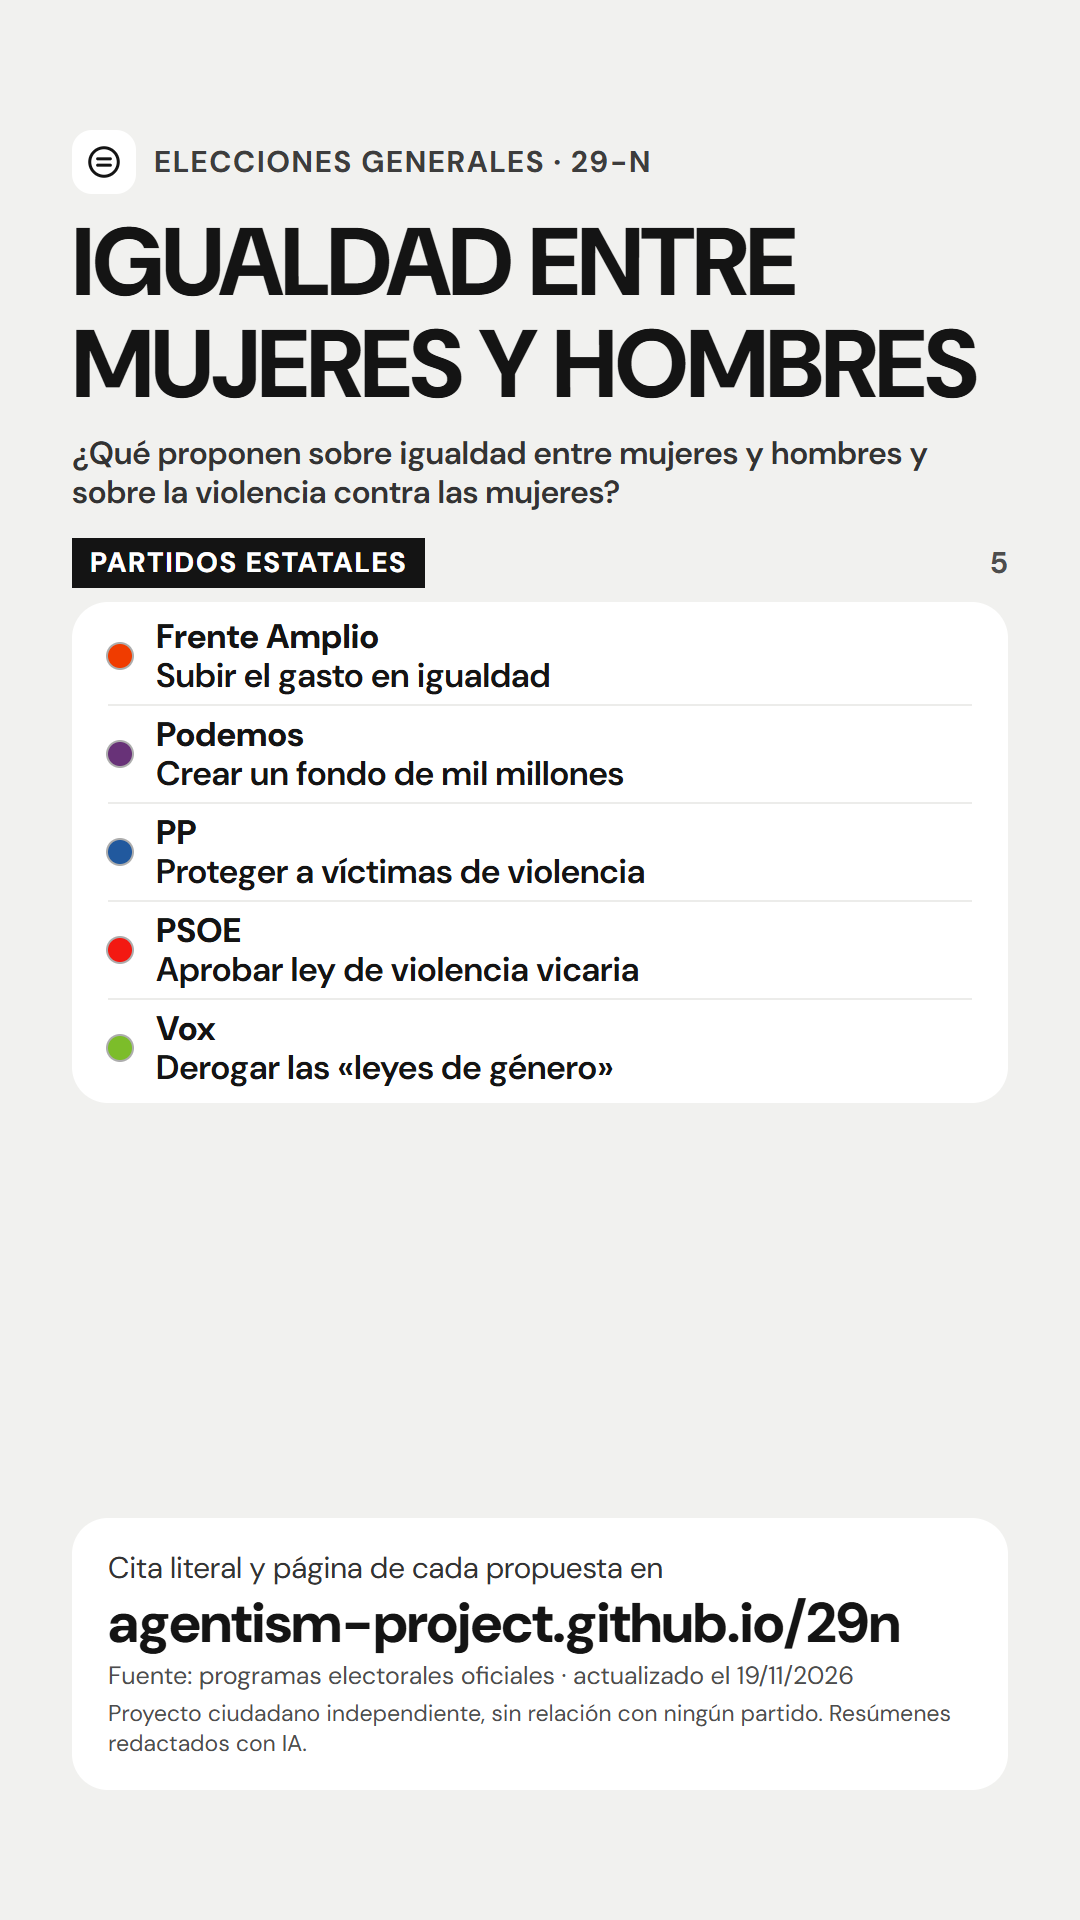 ELECCIONES GENERALES · 29-N
IGUALDAD ENTRE
MUJERES Y HOMBRES
¿Qué proponen sobre igualdad entre mujeres y hombres y
sobre la violencia contra las mujeres?
PARTIDOS ESTATALES 5
Frente Amplio
Subir el gasto en igualdad
Podemos
Crear un fondo de mil millones
PP
Proteger a víctimas de violencia
PSOE
Aprobar ley de violencia vicaria
Vox
Derogar las «leyes de género»
Cita literal y página de cada propuesta en
agentism-project.github.io/29n
Fuente: programas electorales oficiales · actualizado el 19/11/2026
Proyecto ciudadano independiente, sin relación con ningún partido. Resúmenes
redactados con IA.